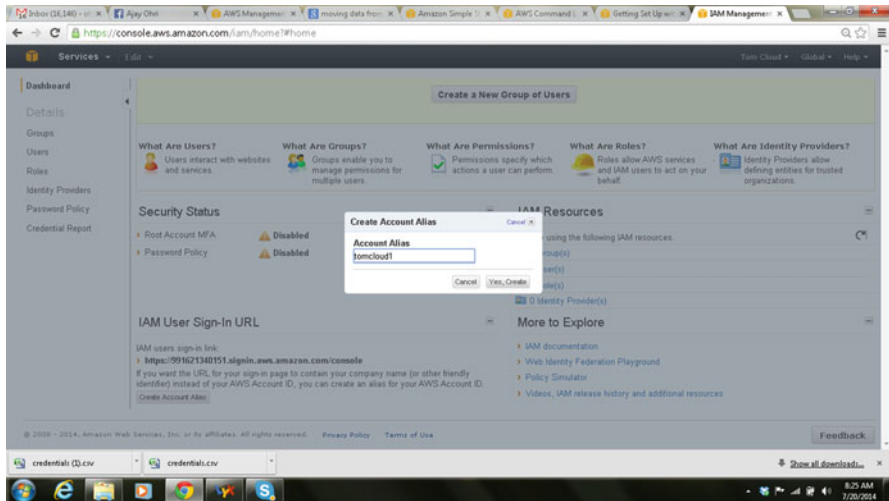 Inbox (16,146) - 
Ajay Ohri
AWS Managemen
moving data from
Amazon Simple S
AWS Command L
Getting Set Up wit
IAM Managemen
https://console.aws.amazon.com/iam/home?#home
Services
Edit
Tom Cloud
Global
Help
Dashboard
Details
Groups
Users
Roles
Identity Providers
Password Policy
Credential Report
Create a New Group of Users
What Are Users?
Users interact with websites
and services.
What Are Groups?
Groups enable you to
manage permissions for
multiple users.
What Are Permissions?
Permissions specify which
actions a user can perform.
What Are Roles?
Roles allow AWS services
and IAM users to act on your
behalf.
What Are Identity Providers?
Identity Providers allow
defining entities for trusted
organizations.
Security Status
Root Account MFA
Disabled
Password Policy
Disabled
Create Account Alias
Cancel
Account Alias
tomcloud1
Cancel
Yes, Create
IAM Resources
using the following IAM resources.
roup(s)
ser(s)
ole(s)
0 Identity Provider(s)
IAM User Sign-In URL
IAM users sign-in link:
https://991621340151.signin.aws.amazon.com/console
If you want the URL for your sign-in page to contain your company name (or other friendly
identifier) instead of your AWS Account ID, you can create an alias for your AWS Account ID.
Create Account Alias
More to Explore
IAM documentation
Web Identity Federation Playground
Policy Simulator
Videos, IAM release history and additional resources
© 2008 - 2014, Amazon Web Services, Inc. or its affiliates. All rights reserved.
Privacy Policy
Terms of Use
Feedback
credentials (1).csv
credentials.csv
Show all downloads...
8:25 AM
7/20/2014